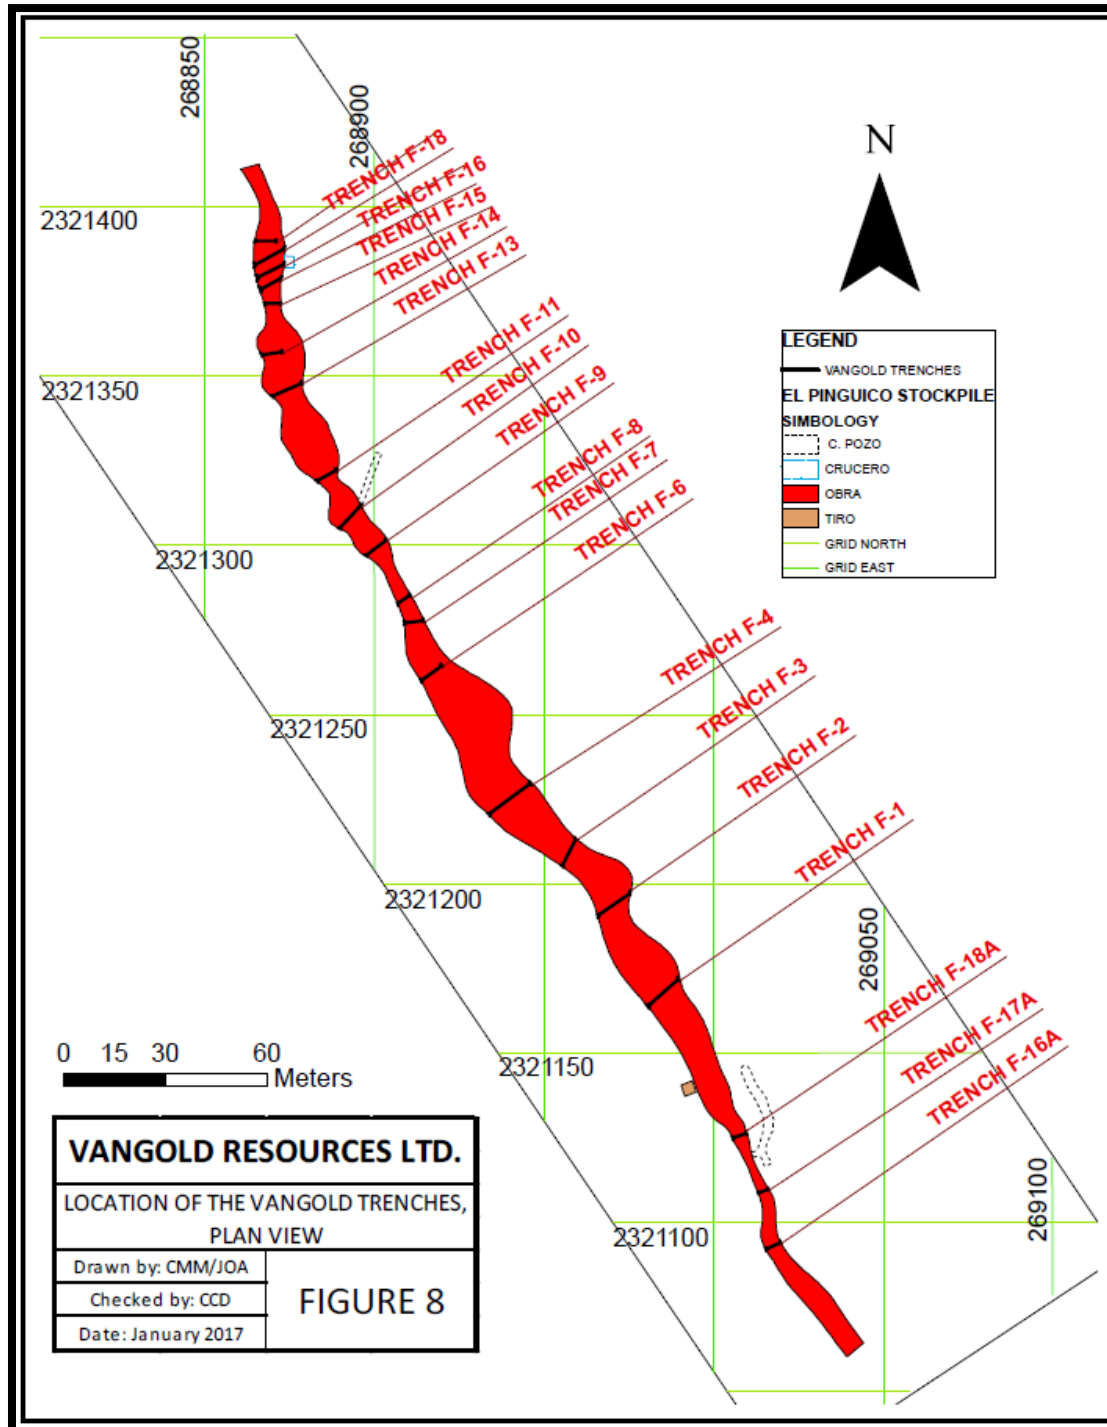 268850
268900
N
TRENCH F-18
TRENCH F-16
TRENCH F-15
TRENCH F-14
TRENCH F-13
2321400
TRENCH F-11
TRENCH F-10
TRENCH F-9
2321350
LEGEND
VANGOLD TRENCHES
EL PINGUICO STOCKPILE
SIMBOLOGY
C. POZO
CRUCERO
OBRA
TIRO
GRID NORTH
GRID EAST
TRENCH F-8
TRENCH F-7
TRENCH F-6
2321300
TRENCH F-4
TRENCH F-3
TRENCH F-2
2321250
TRENCH F-1
2321200
269050
TRENCH F-18A
TRENCH F-17A
TRENCH F-16A
2321150
0 15 30 60
Meters
269100
2321100
VANGOLD RESOURCES LTD.
LOCATION OF THE VANGOLD TRENCHES,
PLAN VIEW
Drawn by: CMM/JOA
Checked by: CCD
Date: January 2017
FIGURE 8